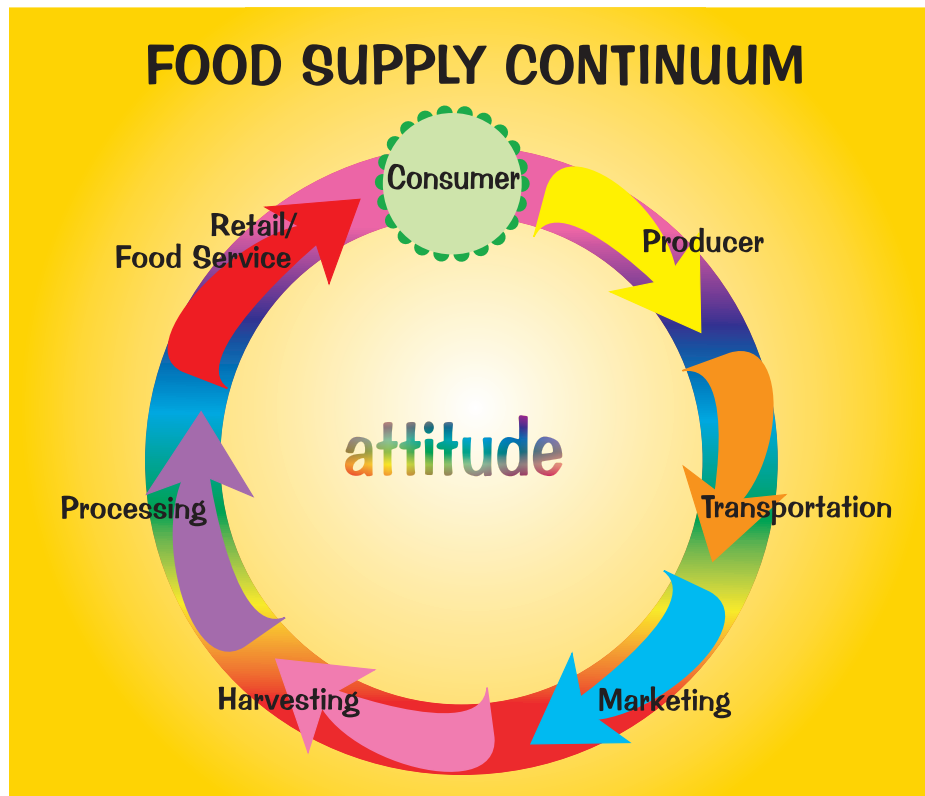 FOOD SUPPLY CONTINUUM
Consumer
Producer
Transportation
Marketing
Harvesting
Processing
Retail/
Food Service
attitude